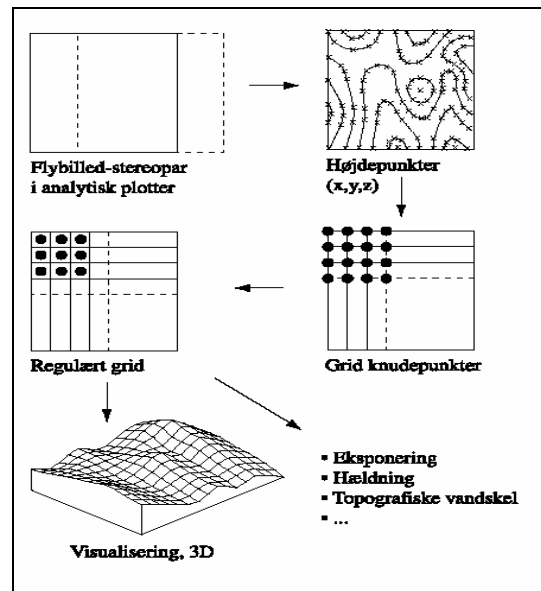 Flybilled-stereopar
i analytisk plotter
Højdepunkter
(x,y,z)
Grid knudepunkter
Regulært grid
Visualisering, 3D
▪ Eksponering
▪ Hældning
▪ Topografiske vandskel
▪ ...